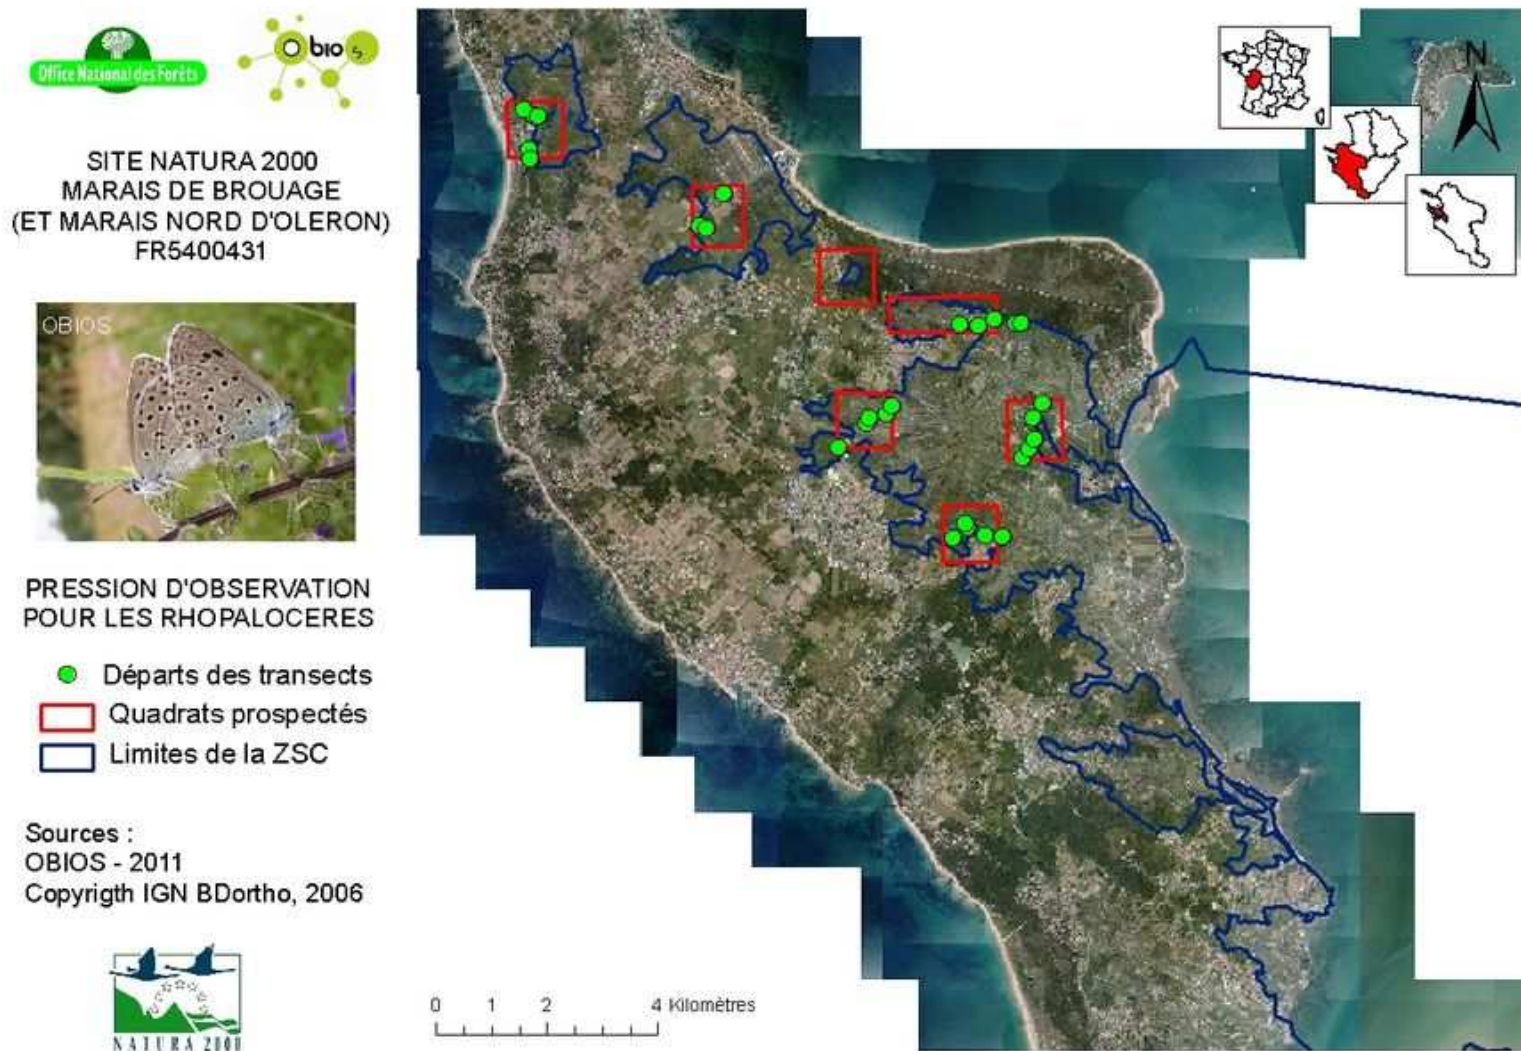 Office National des Forêts
Obios
SITE NATURA 2000
MARAIS DE BROUAGE
(ET MARAIS NORD D'OLERON)
FR5400431
OBIOS
PRESSION D'OBSERVATION
POUR LES RHOPALOCERES
Départs des transects
Quadrats prospectés
Limites de la ZSC
Sources :
OBIOS - 2011
Copyrigth IGN BDortho, 2006
NATURA 2000
0 1 2 4 Kilomètres
N